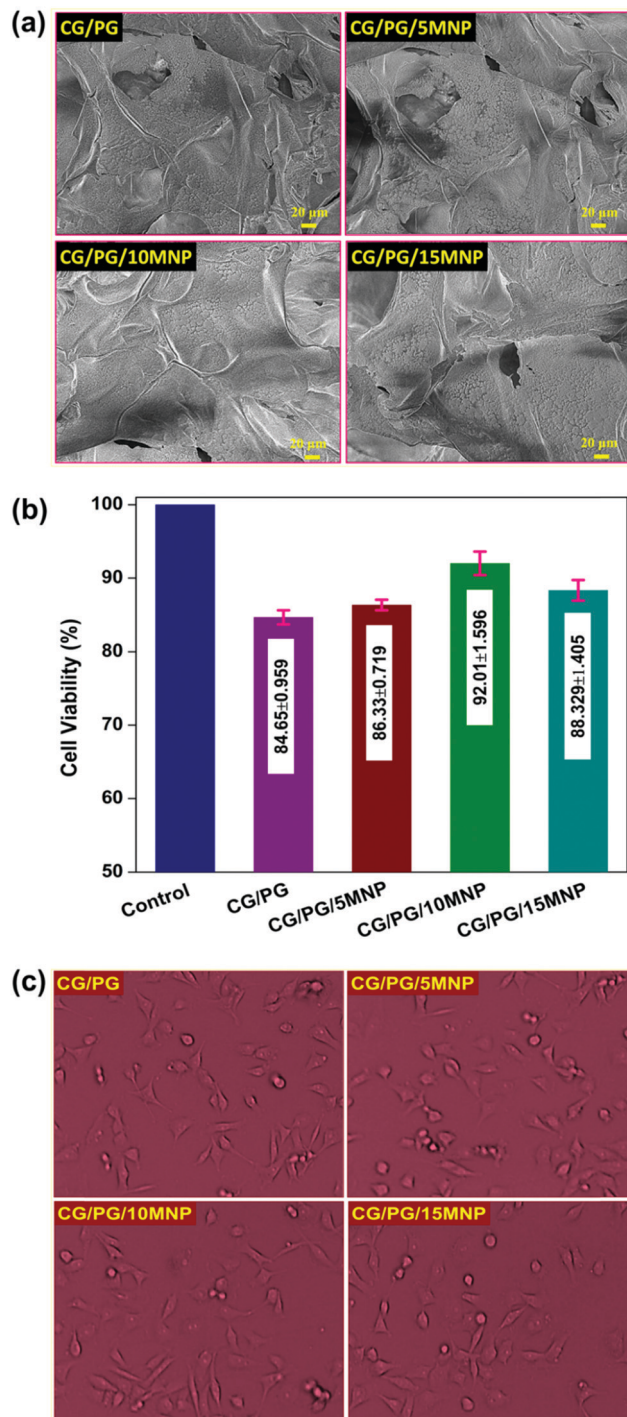 (a)
CG/PG
CG/PG/5MNP
20 µm
20 µm
CG/PG/10MNP
CG/PG/15MNP
20 µm
20 µm
(b)
Cell Viability (%)
100
90
80
70
60
50
84.65±0.959
86.33±0.719
92.01±1.596
88.329±1.405
Control
CG/PG
CG/PG/5MNP
CG/PG/10MNP
CG/PG/15MNP
(c)
CG/PG
CG/PG/5MNP
CG/PG/10MNP
CG/PG/15MNP